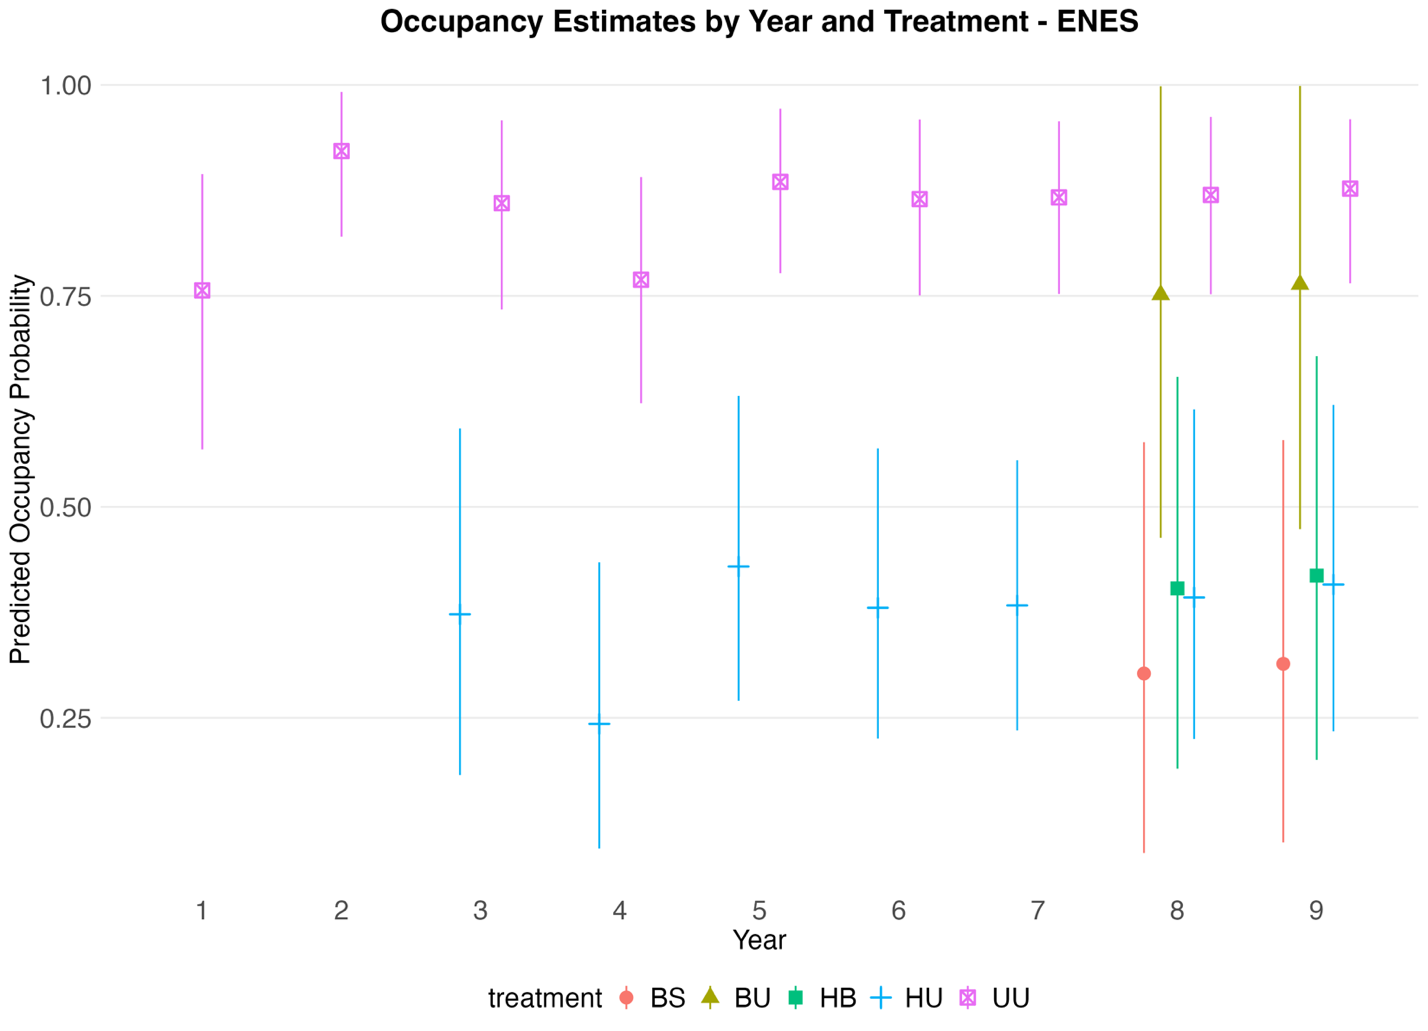 Occupancy Estimates by Year and Treatment - ENES
Predicted Occupancy Probability
1.00
0.75
0.50
0.25
1 2 3 4 5 6 7 8 9
Year
treatment BS BU HB HU UU